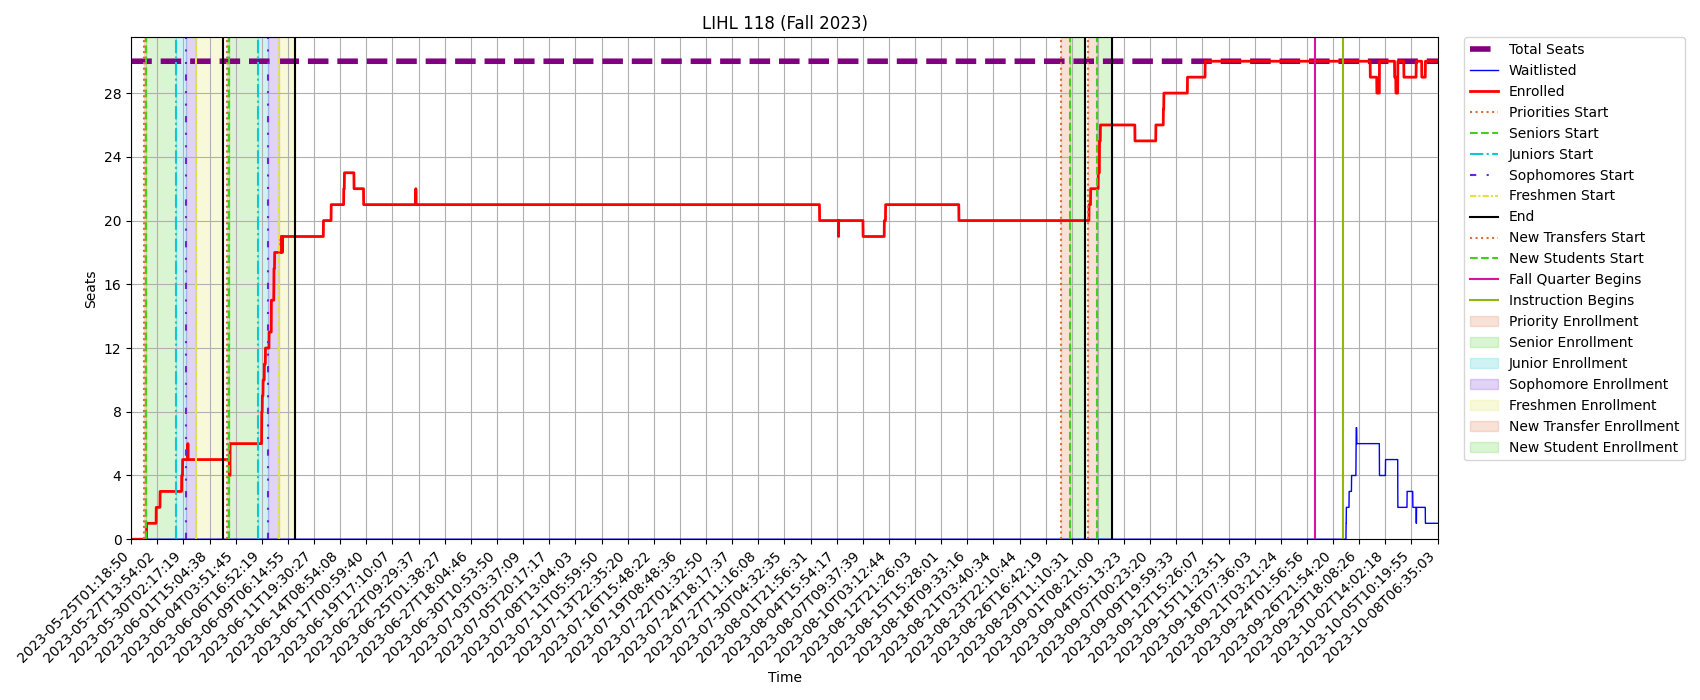 LIHL 118 (Fall 2023)
Seats
28
24
20
16
12
8
4
0
2023-05-25T01:18:50
2023-05-27T13:54:02
2023-05-30T02:17:19
2023-06-01T15:04:38
2023-06-04T03:51:45
2023-06-06T16:52:19
2023-06-09T06:14:55
2023-06-11T19:30:27
2023-06-14T08:54:08
2023-06-17T00:59:40
2023-06-19T17:10:07
2023-06-22T09:29:37
2023-06-25T01:38:27
2023-06-27T18:04:46
2023-06-30T10:53:50
2023-07-03T03:37:09
2023-07-05T20:17:17
2023-07-08T13:04:03
2023-07-11T05:59:50
2023-07-13T22:35:20
2023-07-16T15:48:22
2023-07-19T08:48:36
2023-07-22T01:32:50
2023-07-24T18:17:37
2023-07-27T11:16:08
2023-07-30T04:32:35
2023-08-01T21:56:31
2023-08-04T15:54:17
2023-08-07T09:37:39
2023-08-10T03:12:44
2023-08-12T21:26:03
2023-08-15T15:28:01
2023-08-18T09:33:16
2023-08-21T03:40:34
2023-08-23T22:10:44
2023-08-26T16:42:19
2023-08-29T11:10:31
2023-09-01T08:21:00
2023-09-04T05:13:23
2023-09-07T00:23:20
2023-09-09T19:59:33
2023-09-12T15:26:07
2023-09-15T11:23:51
2023-09-18T07:36:03
2023-09-21T03:21:24
2023-09-24T01:56:56
2023-09-26T21:54:20
2023-09-29T18:08:26
2023-10-02T14:02:18
2023-10-05T10:19:55
2023-10-08T06:35:03
Time
Total Seats
Waitlisted
Enrolled
Priorities Start
Seniors Start
Juniors Start
Sophomores Start
Freshmen Start
End
New Transfers Start
New Students Start
Fall Quarter Begins
Instruction Begins
Priority Enrollment
Senior Enrollment
Junior Enrollment
Sophomore Enrollment
Freshmen Enrollment
New Transfer Enrollment
New Student Enrollment